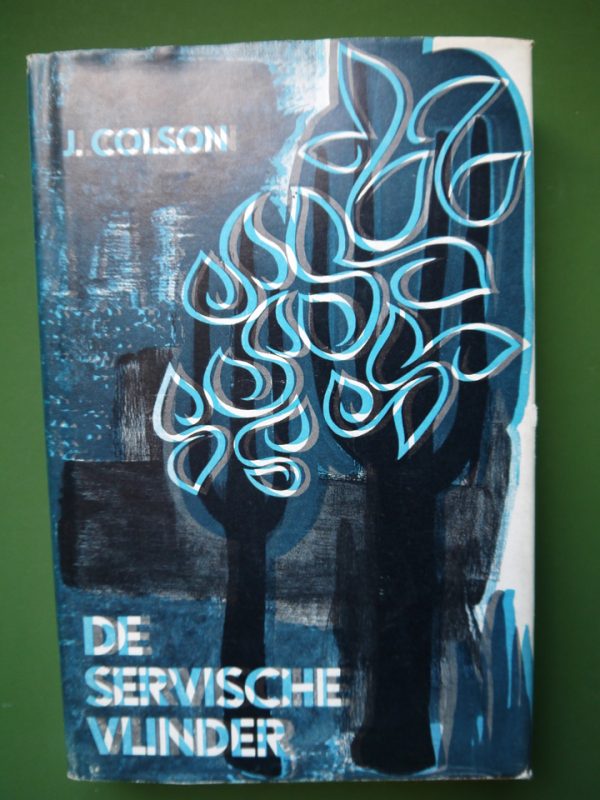 J. COLSON
DE
SERVISCHE
VLINDER